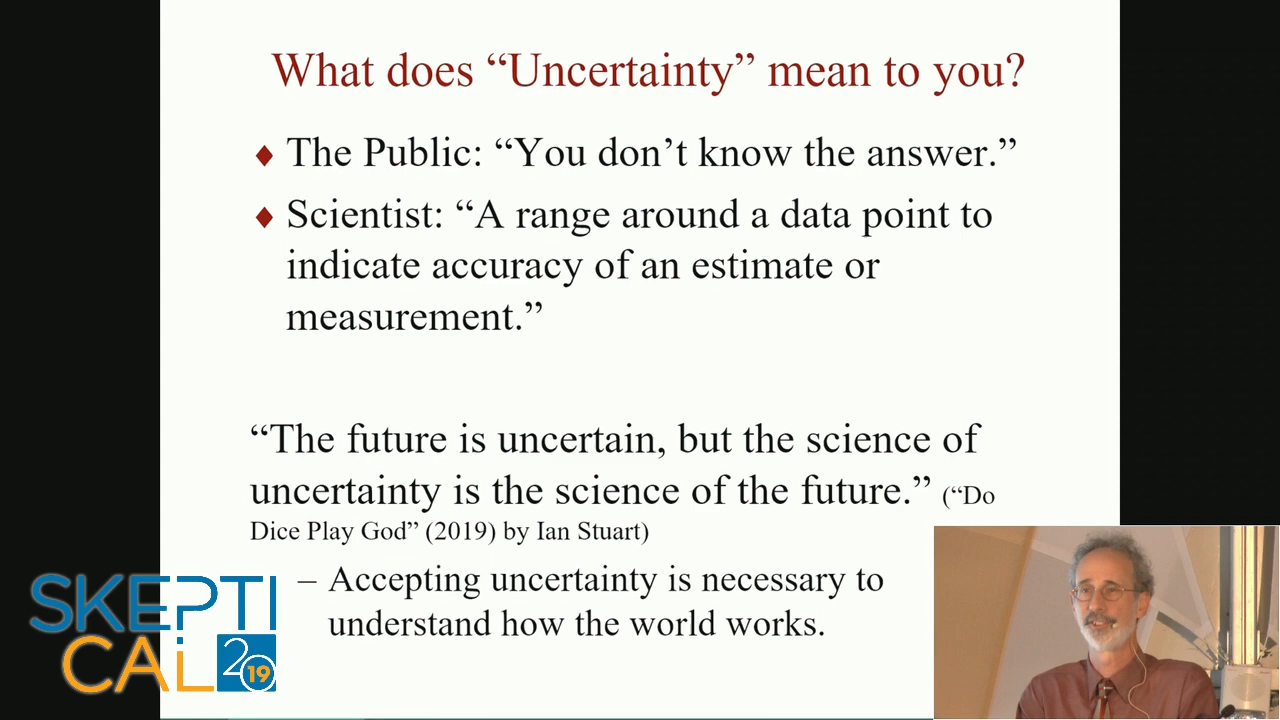 What does “Uncertainty” mean to you?
♦ The Public: “You don’t know the answer.”
♦ Scientist: “A range around a data point to
indicate accuracy of an estimate or
measurement.”
“The future is uncertain, but the science of
uncertainty is the science of the future.” (“Do
Dice Play God” (2019) by Ian Stuart)
– Accepting uncertainty is necessary to
understand how the world works.
SKEPTI
CAL 2019